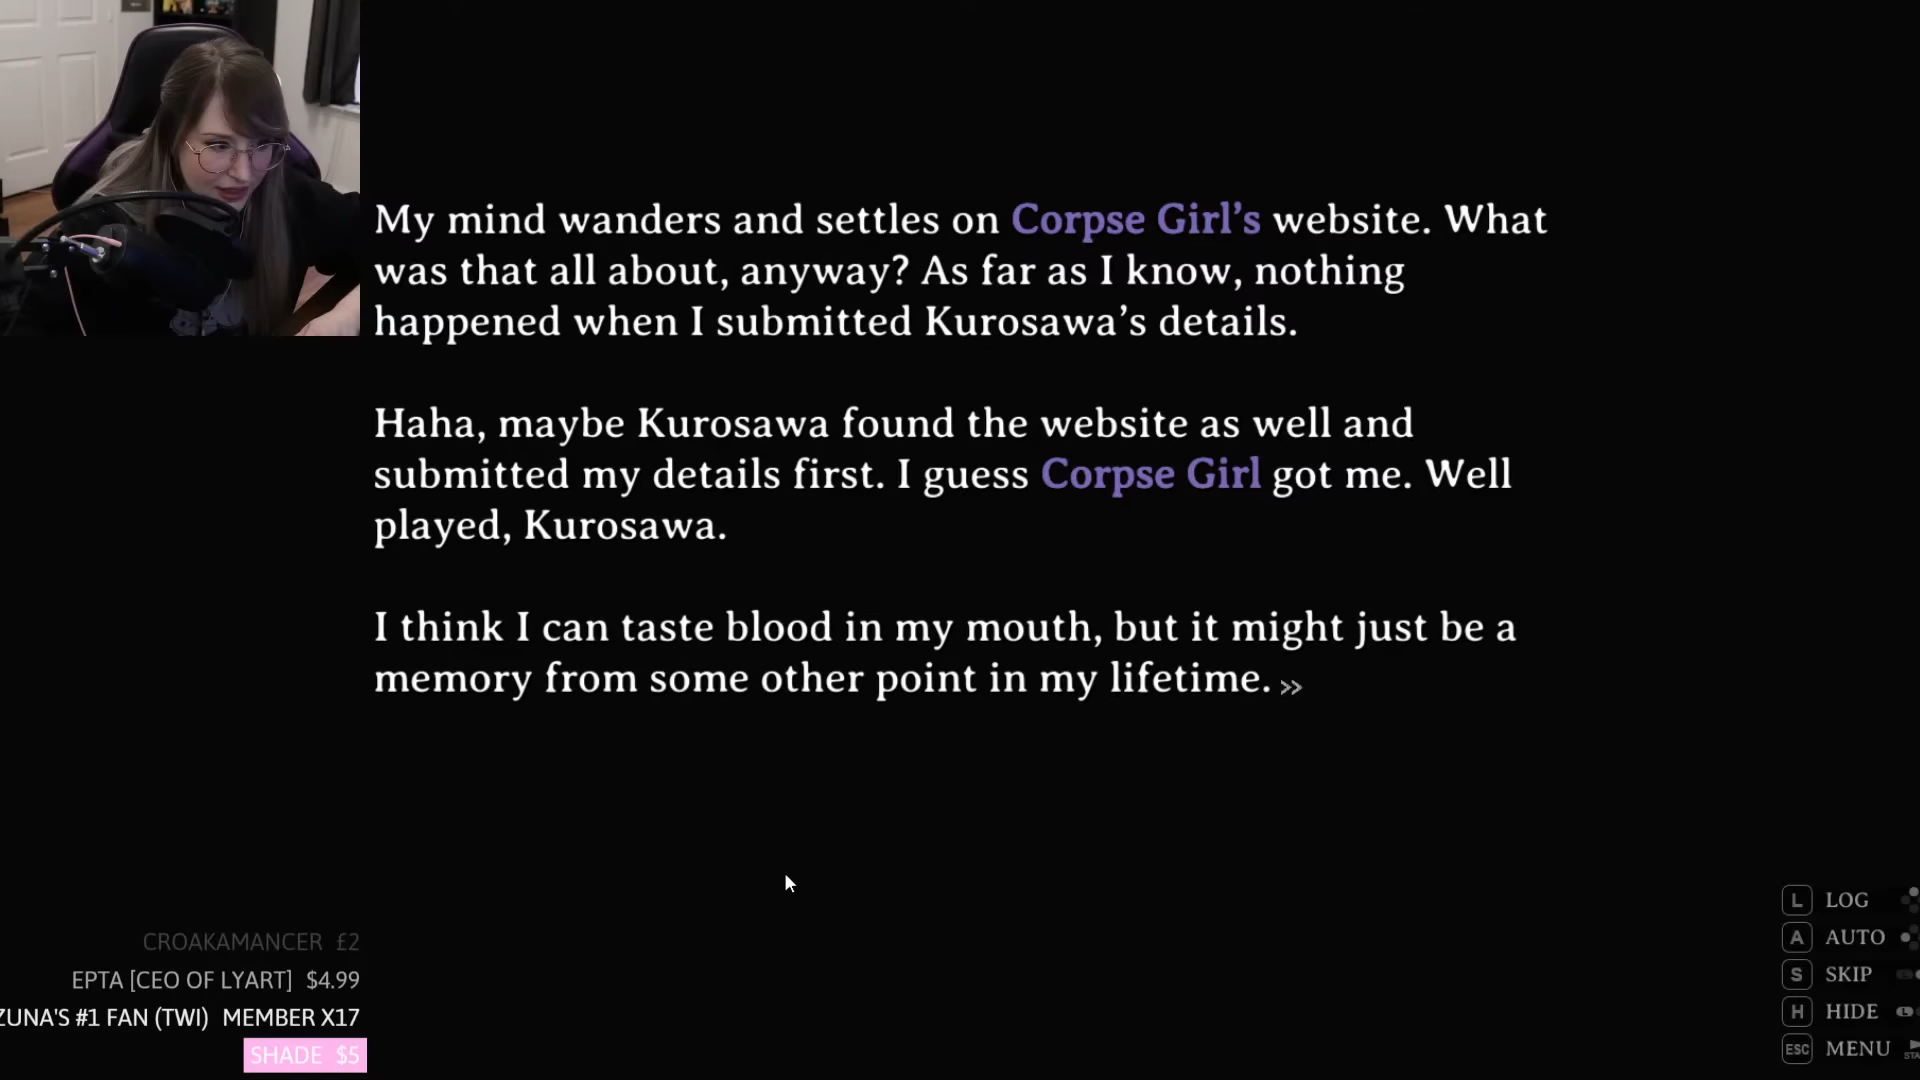 My mind wanders and settles on Corpse Girl’s website. What
was that all about, anyway? As far as I know, nothing
happened when I submitted Kurosawa’s details.
Haha, maybe Kurosawa found the website as well and
submitted my details first. I guess Corpse Girl got me. Well
played, Kurosawa.
I think I can taste blood in my mouth, but it might just be a
memory from some other point in my lifetime. »
CROAKAMANCER £2
EPTA [CEO OF LYART] $4.99
ZUNA'S #1 FAN (TWI) MEMBER X17
SHADE $5
L LOG
A AUTO
S SKIP
H HIDE
ESC MENU